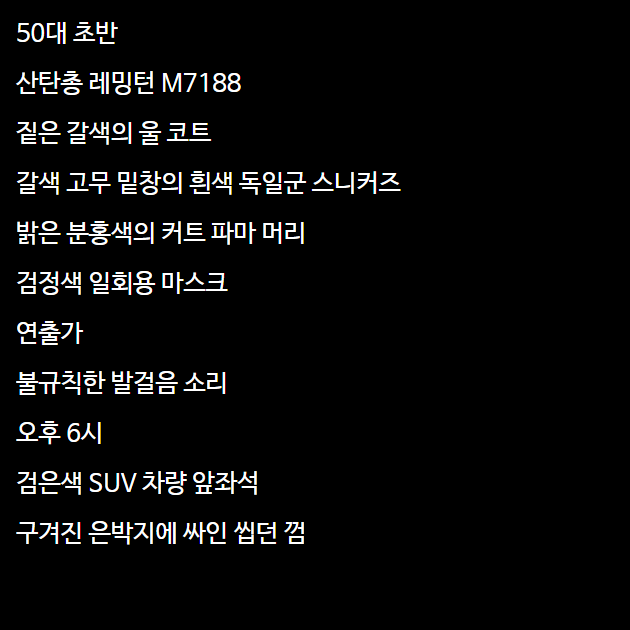 50대 초반
산탄총 레밍턴 M7188
짙은 갈색의 울 코트
갈색 고무 밑창의 흰색 독일군 스니커즈
밝은 분홍색의 커트 파마 머리
검정색 일회용 마스크
연출가
불규칙한 발걸음 소리
오후 6시
검은색 SUV 차량 앞좌석
구겨진 은박지에 싸인 씹던 껌